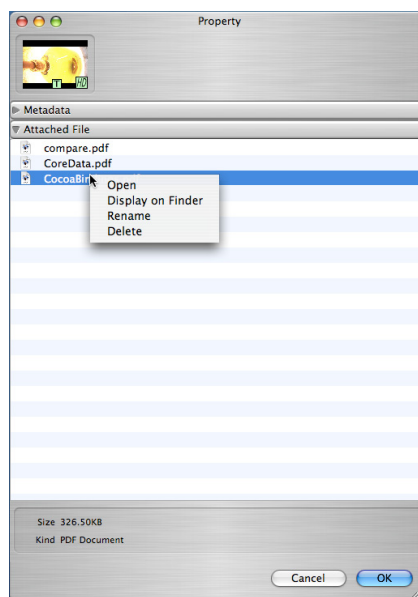 Property
T HD
Metadata
Attached File
compare.pdf
CoreData.pdf
Open
Display on Finder
Rename
Delete
Size 326.50KB
Kind PDF Document
Cancel OK